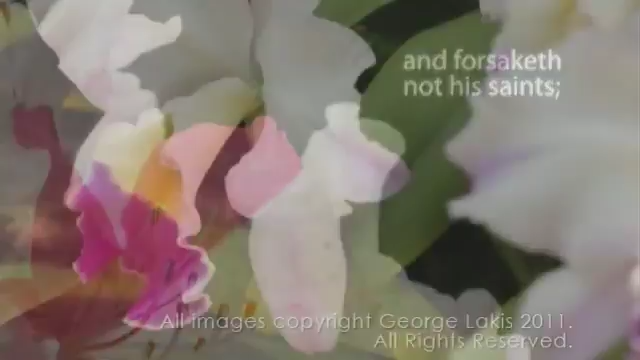 and forsaketh
not his saints;
All images copyright George Lakis 2011.
All Rights Reserved.